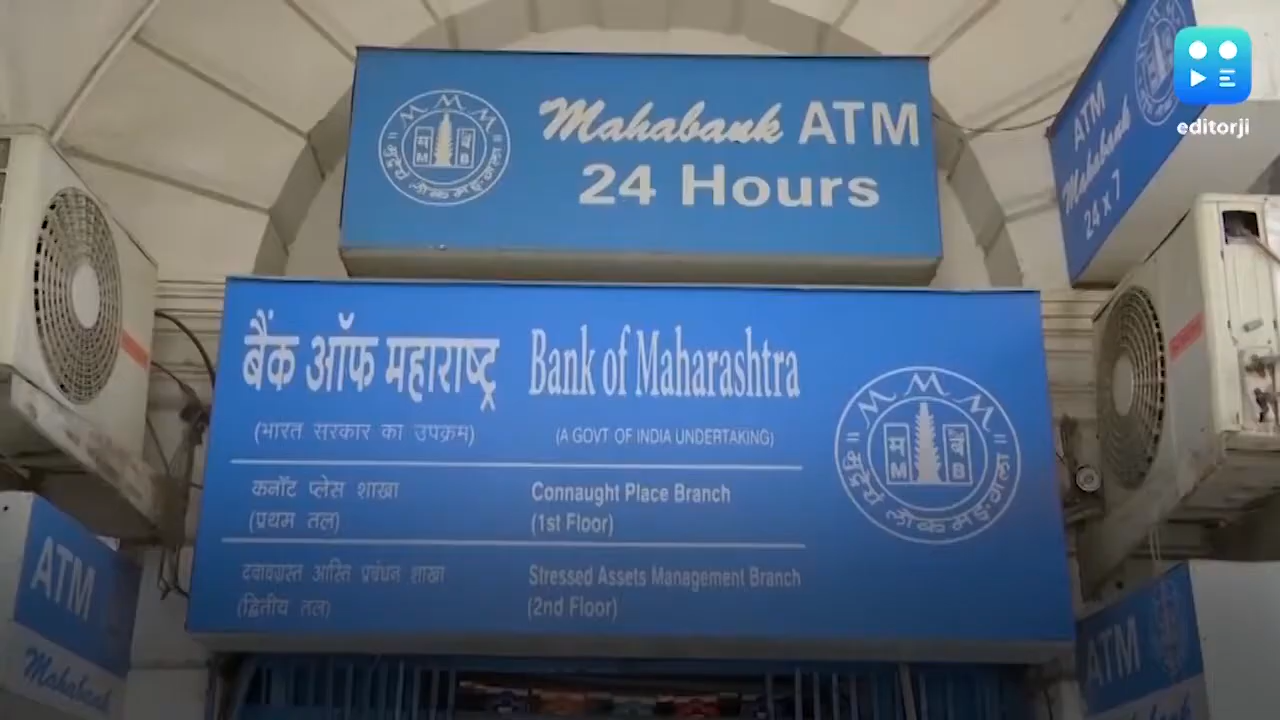 Mahabank ATM
24 Hours
ATM
Mahabank
24 x 7
editorji
बैंक ऑफ महाराष्ट्र
Bank of Maharashtra
(भारत सरकार का उपक्रम)
(A GOVT OF INDIA UNDERTAKING)
कनॉट प्लेस शाखा
Connaught Place Branch
(प्रथम तल)
(1st Floor)
दवाबग्रस्त आस्ति प्रबंधन शाखा
Stressed Assets Management Branch
(द्वितीय तल)
(2nd Floor)
म
M
B
ATM
Mahabank
ATM